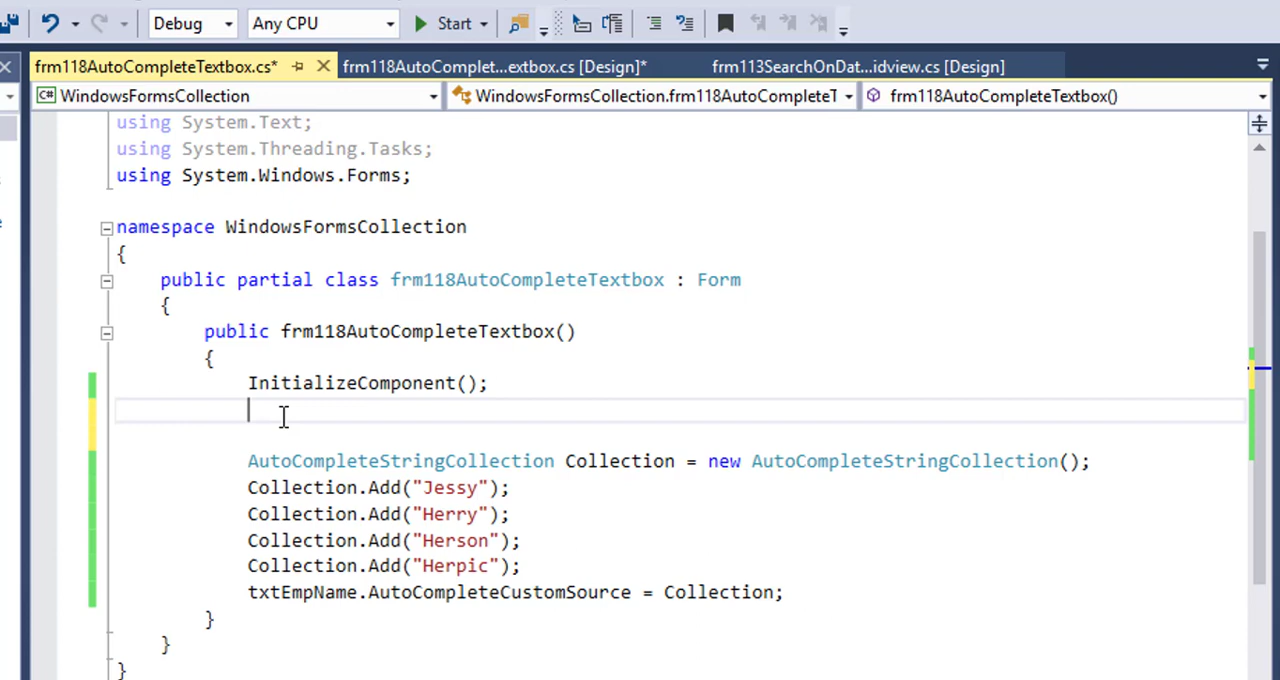 Debug Any CPU Start
frm118AutoCompleteTextbox.cs* frm118AutoComplet...extbox.cs [Design]* frm113SearchOnDat...idview.cs [Design]
C# WindowsFormsCollection WindowsFormsCollection.frm118AutoCompleteT frm118AutoCompleteTextbox()
using System.Text;
using System.Threading.Tasks;
using System.Windows.Forms;
namespace WindowsFormsCollection
{
public partial class frm118AutoCompleteTextbox : Form
{
public frm118AutoCompleteTextbox()
{
InitializeComponent();
AutoCompleteStringCollection Collection = new AutoCompleteStringCollection();
Collection.Add("Jessy");
Collection.Add("Herry");
Collection.Add("Herson");
Collection.Add("Herpic");
txtEmpName.AutoCompleteCustomSource = Collection;
}
}
}